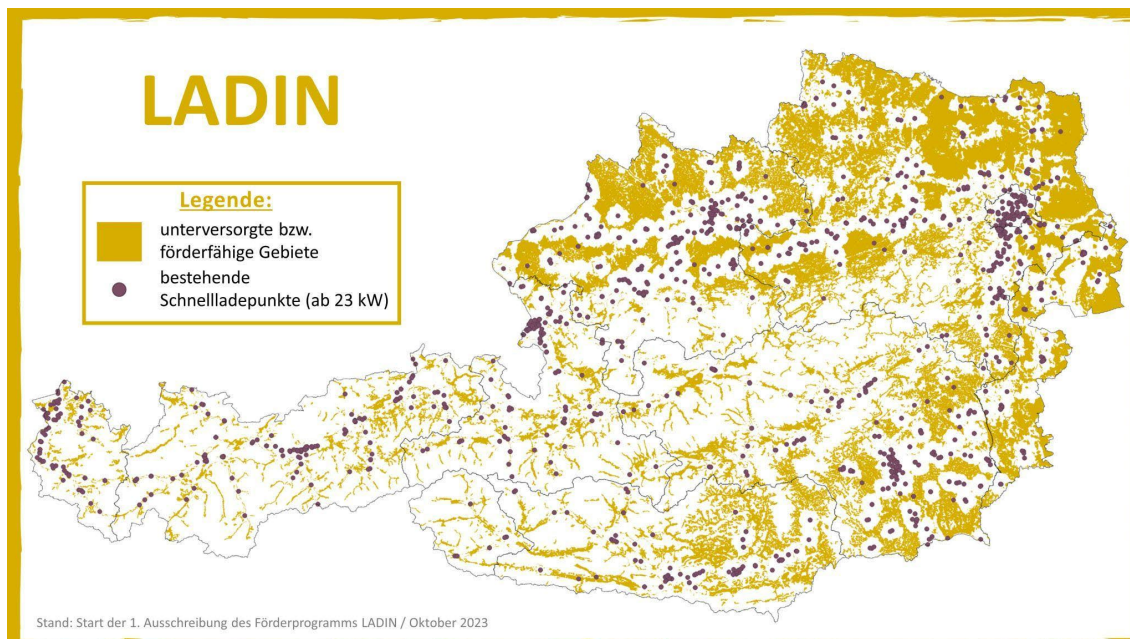 LADIN
Legende:
unterversorgte bzw.
förderfähige Gebiete
bestehende
Schnellladepunkte (ab 23 kW)
Stand: Start der 1. Ausschreibung des Förderprogramms LADIN / Oktober 2023